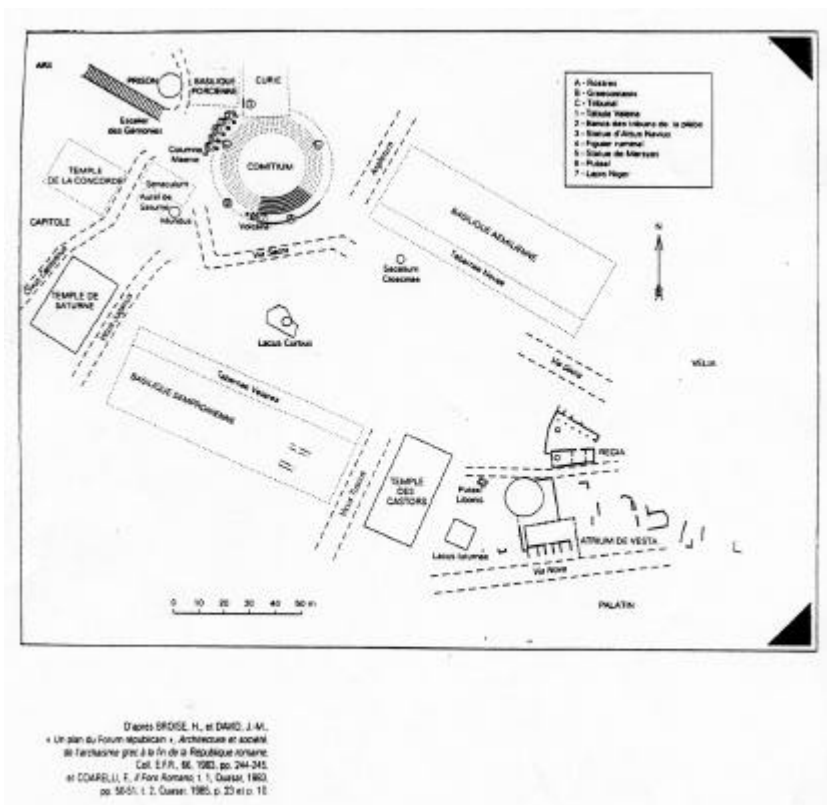 ARX
PRISON
BASILIQUE
PORCIENNE
CURIE
Escalier
des Gémonies
Columna
Maenia
COMITIUM
TEMPLE
DE LA CONCORDE
Senaculum
Autel de
Saturne
Mundus
CAPITOLE
Volcanal
Via Sacra
TEMPLE DE
SATURNE
Vicus Iugarius
Lacus Curtius
Sacellum
Cloacinae
Argiletum
BASILIQUE AEMILIENNE
Tabernae Novae
A - Rostres
B - Graecostasis
C - Tribunal
1 - Tabula Valeria
2 - Bancs des tribuns de la plèbe
3 - Statue d'Attus Navius
4 - Figuier ruminal
5 - Statue de Marsyas
6 - Puteal
7 - Lapis Niger
N
VELIA
Via Sacra
Tabernae Veteres
BASILIQUE SEMPRONIENNE
Vicus Tuscus
TEMPLE
DES
CASTORS
Puteal
Libonis
REGIA
Lacus Iuturnae
ATRIUM DE VESTA
Via Nova
PALATIN
0 10 20 30 40 50 m
D'après BROISE, H., et DAVID, J.-M.,
« Un plan du Forum républicain », Architecture et société,
de l'archaïsme grec à la fin de la République romaine,
Coll. E.F.R., 66, 1983, pp. 244-245,
et COARELLI, F., Il Foro Romano, t. 1, Quasar, 1983,
pp. 50-51, t. 2, Quasar, 1985, p. 23 et p. 10